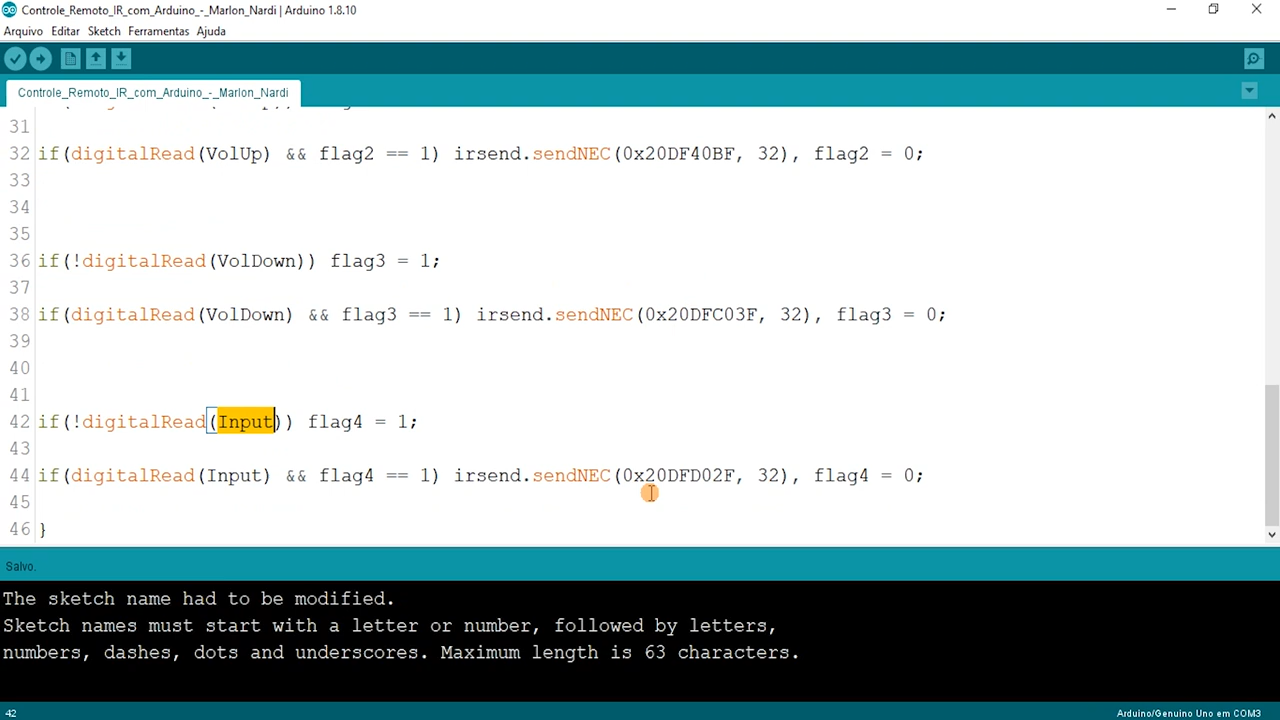 Controle_Remoto_IR_com_Arduino_-_Marlon_Nardi | Arduino 1.8.10
Arquivo Editar Sketch Ferramentas Ajuda
Controle_Remoto_IR_com_Arduino_-_Marlon_Nardi
31
32 if(digitalRead(VolUp) && flag2 == 1) irsend.sendNEC(0x20DF40BF, 32), flag2 = 0;
33
34
35
36 if(!digitalRead(VolDown)) flag3 = 1;
37
38 if(digitalRead(VolDown) && flag3 == 1) irsend.sendNEC(0x20DFC03F, 32), flag3 = 0;
39
40
41
42 if(!digitalRead(Input)) flag4 = 1;
43
44 if(digitalRead(Input) && flag4 == 1) irsend.sendNEC(0x20DFD02F, 32), flag4 = 0;
45
46 }
Salvo.
The sketch name had to be modified.
Sketch names must start with a letter or number, followed by letters,
numbers, dashes, dots and underscores. Maximum length is 63 characters.
42 Arduino/Genuino Uno em COM3